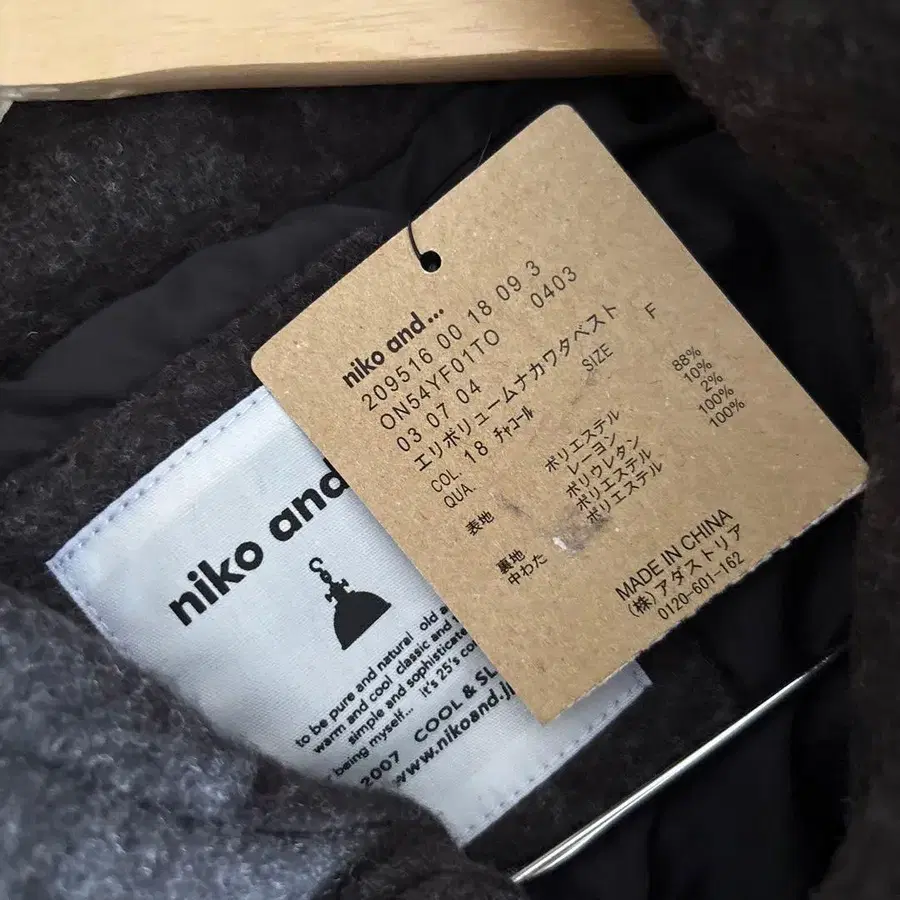 niko and...
209516 00 18 09 3
ON54YF01TO 0403
03 07 04
エリボリュームナカワタベスト
COL. 18 チャコール SIZE F
QUA.
表地 ポリエステル 88%
レーヨン 10%
ポリウレタン 2%
裏地 ポリエステル 100%
中わた ポリエステル 100%
MADE IN CHINA
(株)アダストリア
0120-601-162
niko and
to be pure and natural old
warm and cool classic and
simple and sophisticate
being myself... it's 25's
2007 COOL & SL
www.nikoand.jp